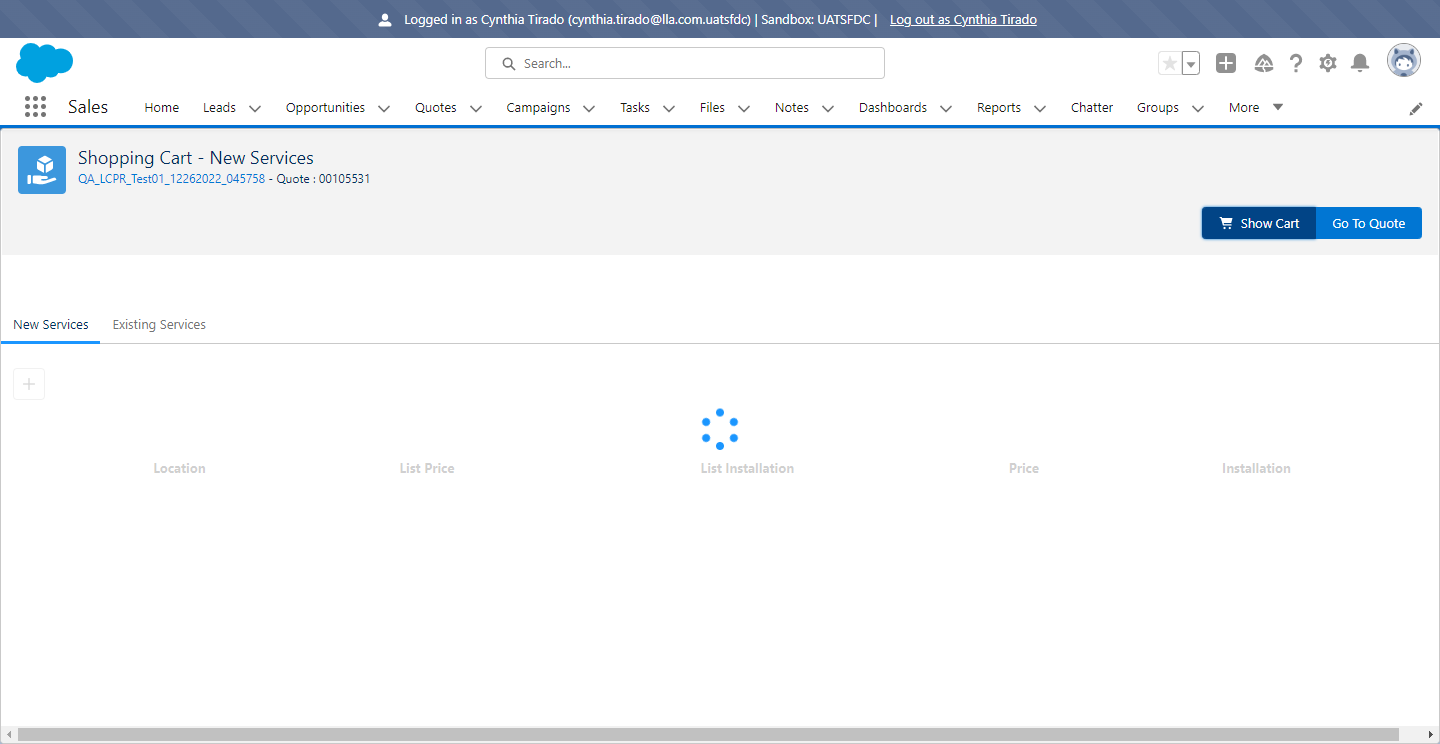 Logged in as Cynthia Tirado (cynthia.tirado@lla.com.uatsfdc) | Sandbox: UATSFDC | Log out as Cynthia Tirado
Search...
Sales Home Leads Opportunities Quotes Campaigns Tasks Files Notes Dashboards Reports Chatter Groups More
Shopping Cart - New Services
QA_LCPR_Test01_12262022_045758 - Quote : 00105531
Show Cart Go To Quote
New Services Existing Services
Location List Price List Installation Price Installation